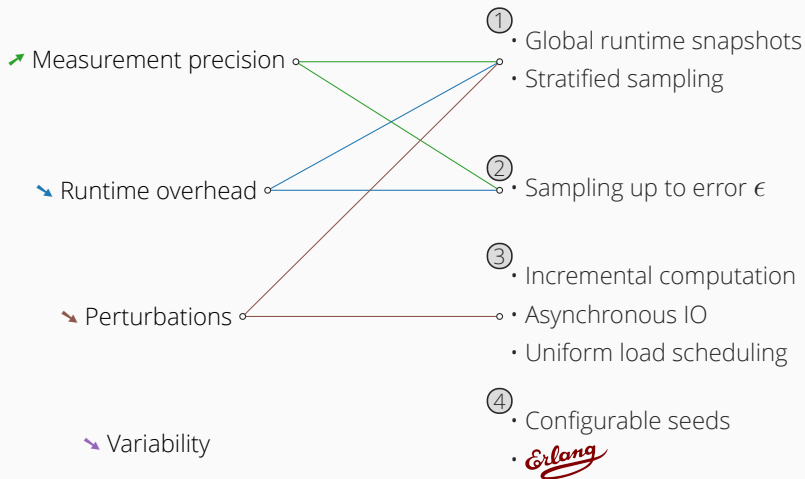 Measurement precision
Runtime overhead
Perturbations
Variability
1
• Global runtime snapshots
• Stratified sampling
2
• Sampling up to error ϵ
3
• Incremental computation
• Asynchronous IO
• Uniform load scheduling
4
• Configurable seeds
• Erlang